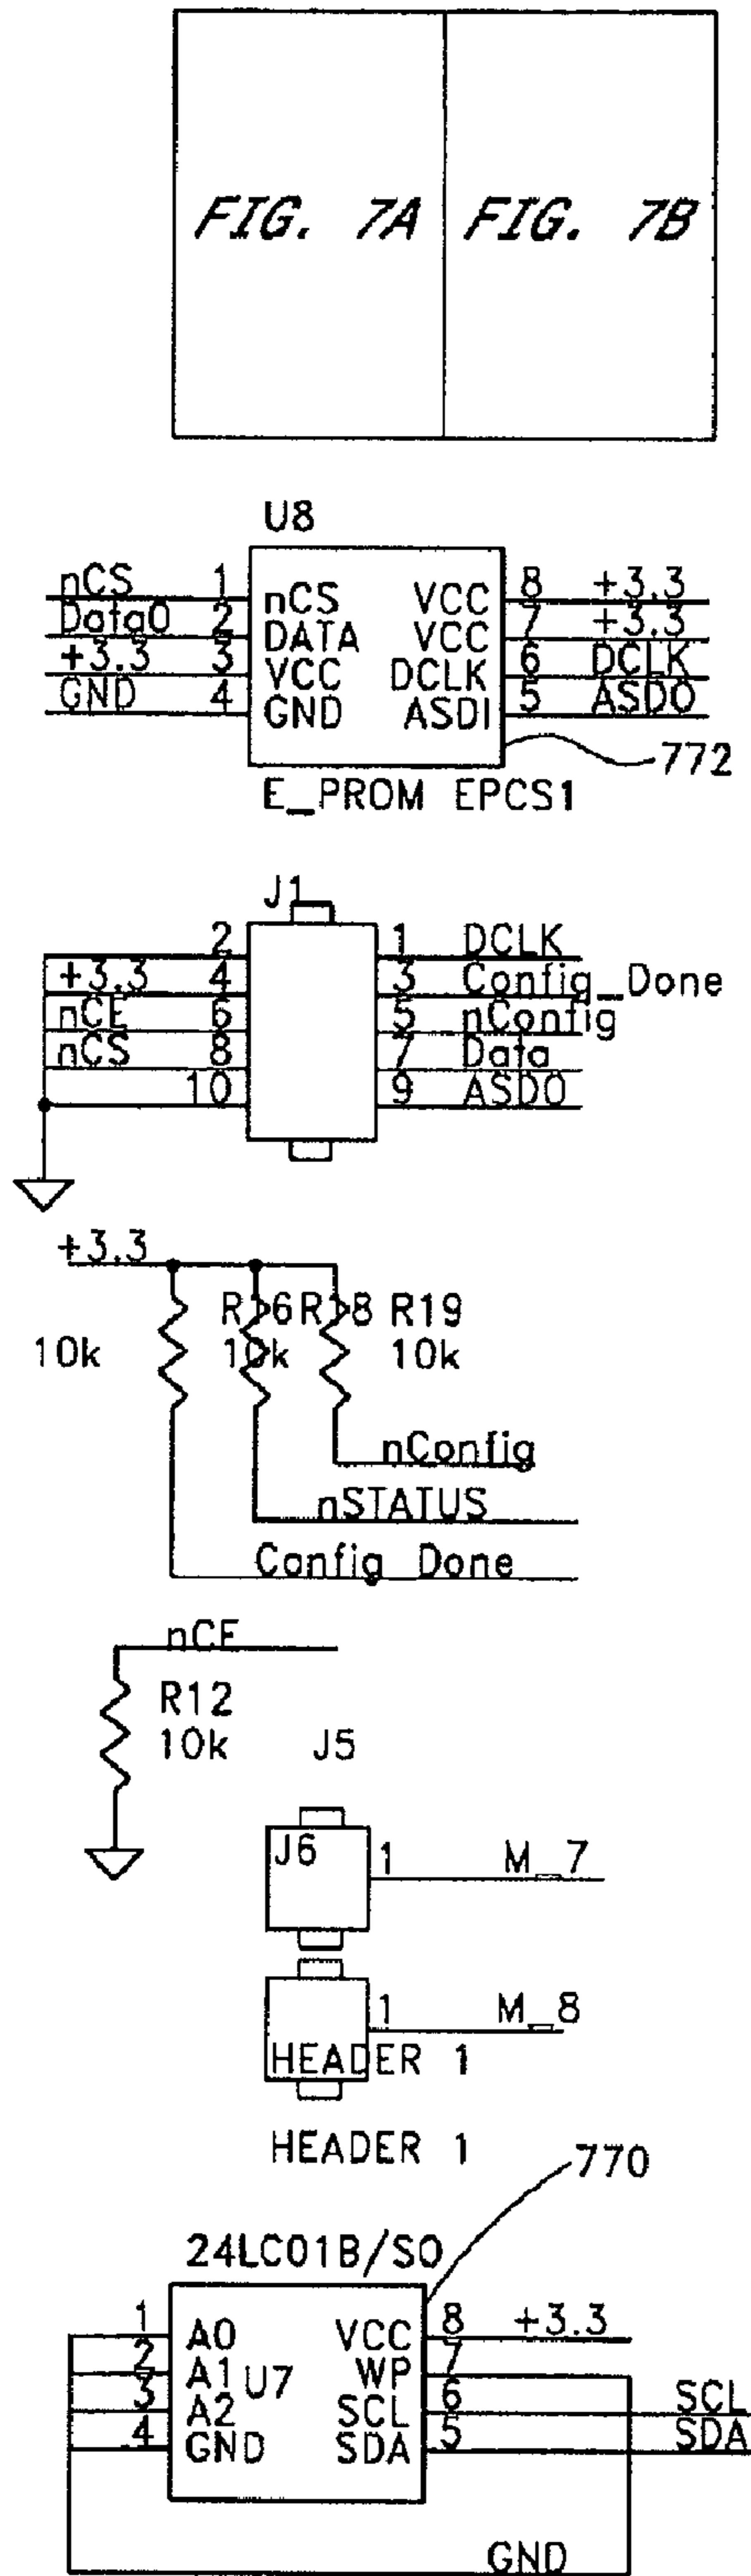 FIG. 7A FIG. 7B
U8
nCS 1 nCS VCC 8 +3.3
Data0 2 DATA VCC 7 +3.3
+3.3 3 VCC DCLK 6 DCLK
GND 4 GND ASDI 5 ASDO
772
E_PROM EPCS1
J1
2 1 DCLK
+3.3 4 3 Config_Done
nCE 6 5 nConfig
nCS 8 7 Data
10 9 ASDO
+3.3
R16 R18 R19
10k 10k 10k
nConfig
nSTATUS
Config_Done
nCE
R12
10k
J5
J6 1 M_7
1 M_8
HEADER 1
HEADER 1
770
24LC01B/SO
1 A0 VCC 8 +3.3
2 A1 U7 WP 7
3 A2 SCL 6 SCL
4 GND SDA 5 SDA
GND